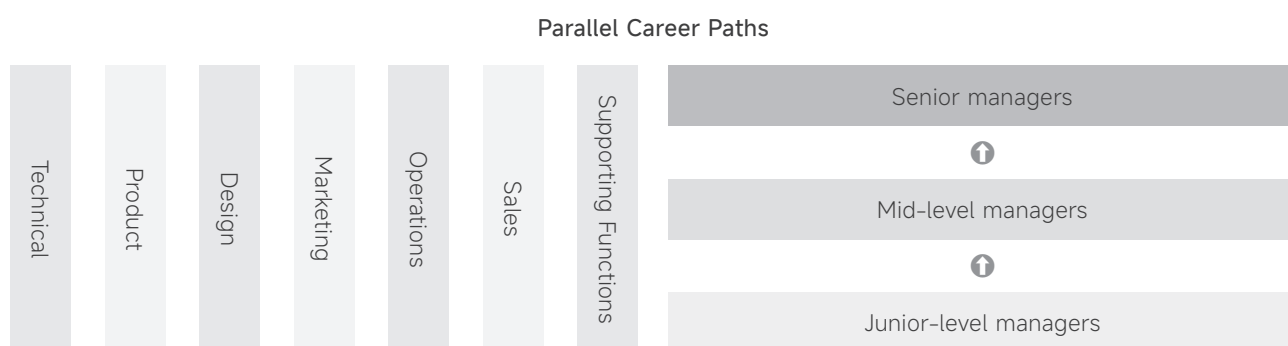 Parallel Career Paths
Technical
Product
Design
Marketing
Operations
Sales
Supporting Functions
Senior managers
Mid-level managers
Junior-level managers